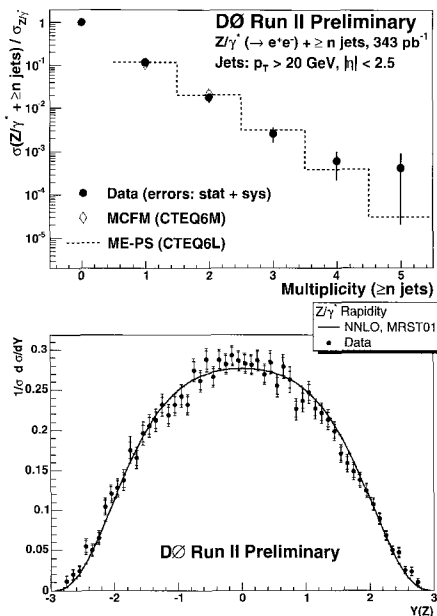 DØ Run II Preliminary
Z/γ* (→ e⁺e⁻) + ≥ n jets, 343 pb⁻¹
Jets: p_T > 20 GeV, |η| < 2.5
σ(Z/γ* + ≥n jets) / σ_Z/γ*
1
10⁻¹
10⁻²
10⁻³
10⁻⁴
10⁻⁵
Data (errors: stat + sys)
MCFM (CTEQ6M)
ME-PS (CTEQ6L)
0 1 2 3 4 5
Multiplicity (≥n jets)
Z/γ* Rapidity
NNLO, MRST01
Data
1/σ d σ/dY
0.3
0.25
0.2
0.15
0.1
0.05
0
DØ Run II Preliminary
-3 -2 -1 0 1 2 3
Y(Z)